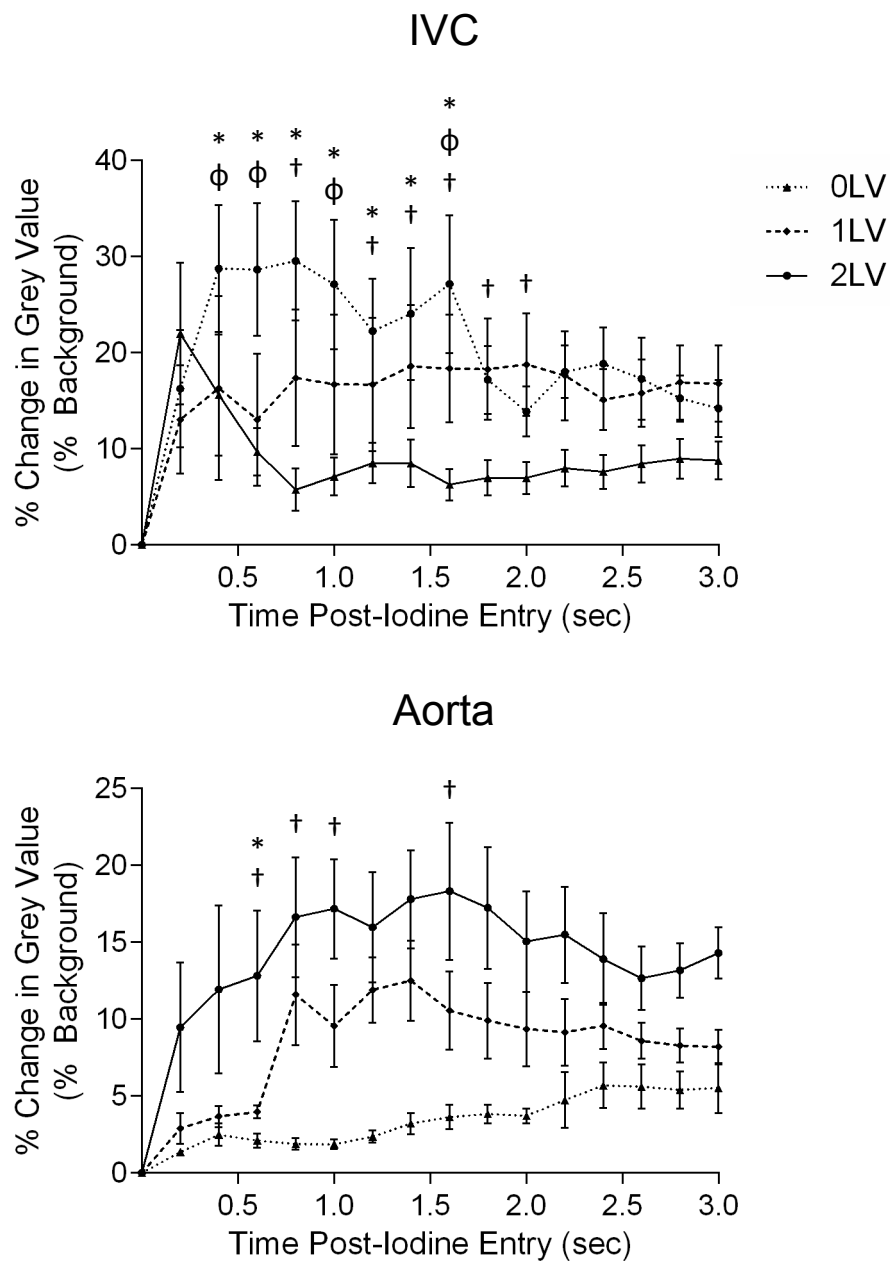 IVC
% Change in Grey Value
(% Background)
40
30
20
10
0
* * * * * * *
ϕ ϕ † ϕ † † ϕ † † †
0.5 1.0 1.5 2.0 2.5 3.0
Time Post-Iodine Entry (sec)
0LV
1LV
2LV
Aorta
% Change in Grey Value
(% Background)
25
20
15
10
5
0
*
† † † †
0.5 1.0 1.5 2.0 2.5 3.0
Time Post-Iodine Entry (sec)